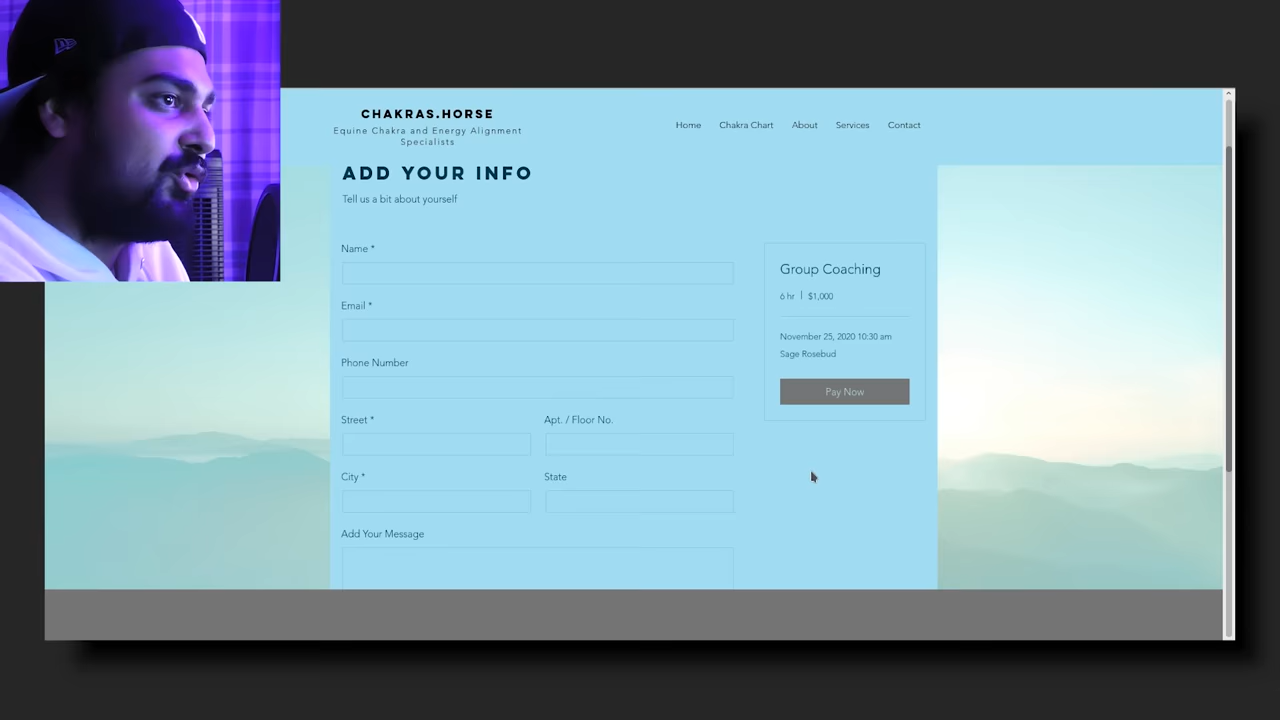 CHAKRAS.HORSE
Equine Chakra and Energy Alignment
Specialists
Home
Chakra Chart
About
Services
Contact
ADD YOUR INFO
Tell us a bit about yourself
Name *
Email *
Phone Number
Street *
Apt. / Floor No.
City *
State
Add Your Message
Group Coaching
6 hr | $1,000
November 25, 2020 10:30 am
Sage Rosebud
Pay Now